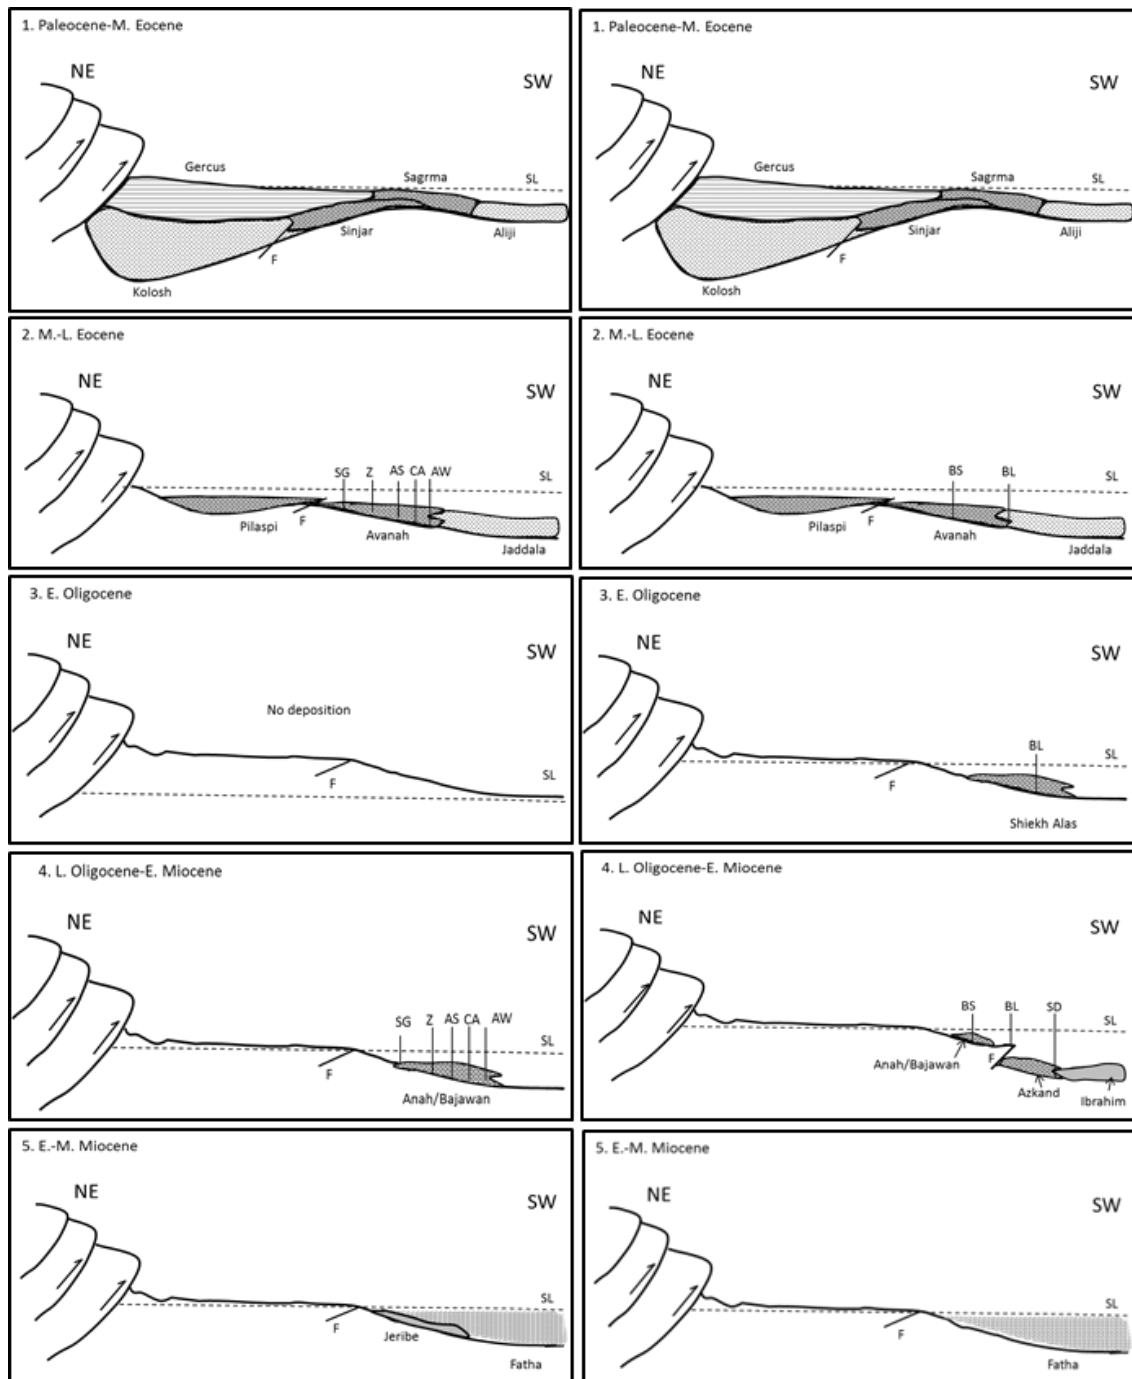 1. Paleocene-M. Eocene
NE
SW
Gercus
Sagrma
SL
Sinjar
Aliji
F
Kolosh
1. Paleocene-M. Eocene
NE
SW
Gercus
Sagrma
SL
Sinjar
Aliji
F
Kolosh
2. M.-L. Eocene
NE
SW
SL
SG Z AS CA AW
Pilaspi
F
Avanah
Jaddala
2. M.-L. Eocene
NE
SW
SL
BS BL
Pilaspi
F
Avanah
Jaddala
3. E. Oligocene
NE
SW
No deposition
SL
F
3. E. Oligocene
NE
SW
BL
SL
F
Shiekh Alas
4. L. Oligocene-E. Miocene
NE
SW
SG Z AS CA AW
SL
F
Anah/Bajawan
4. L. Oligocene-E. Miocene
NE
SW
BS BL SD
SL
Anah/Bajawan
F
Azkand
Ibrahim
5. E.-M. Miocene
NE
SW
SL
F
Jeribe
Fatha
5. E.-M. Miocene
NE
SW
SL
F
Fatha